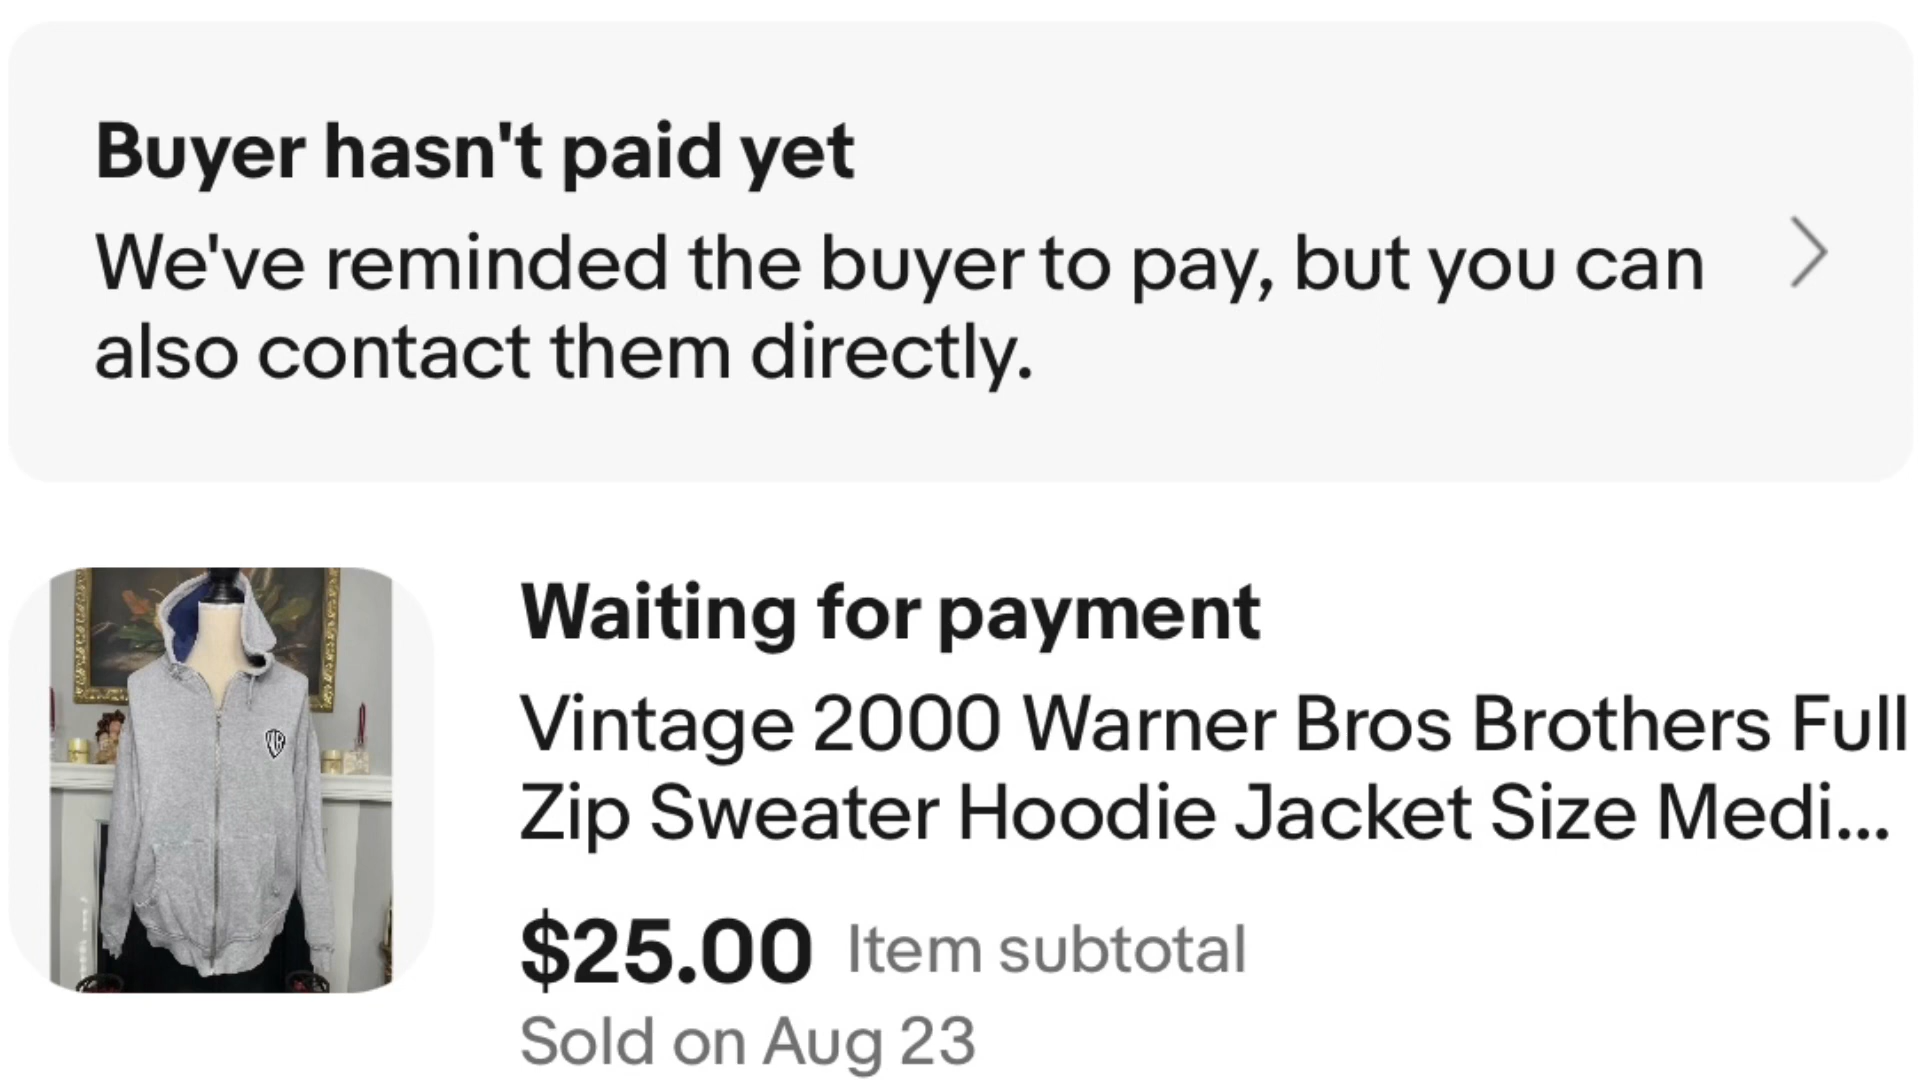 Buyer hasn't paid yet
We've reminded the buyer to pay, but you can
also contact them directly.
Waiting for payment
Vintage 2000 Warner Bros Brothers Full
Zip Sweater Hoodie Jacket Size Medi...
$25.00 Item subtotal
Sold on Aug 23